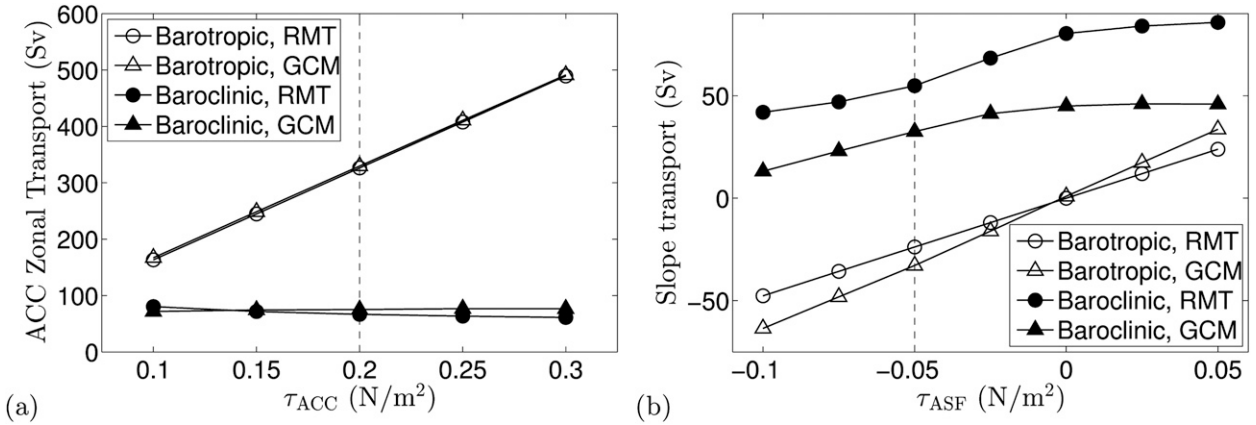 ACC Zonal Transport (Sv)
600
500
400
300
200
100
0
Barotropic, RMT
Barotropic, GCM
Baroclinic, RMT
Baroclinic, GCM
0.1 0.15 0.2 0.25 0.3
τACC (N/m²)
(a)
Slope transport (Sv)
50
0
−50
Barotropic, RMT
Barotropic, GCM
Baroclinic, RMT
Baroclinic, GCM
−0.1 −0.05 0 0.05
τASF (N/m²)
(b)